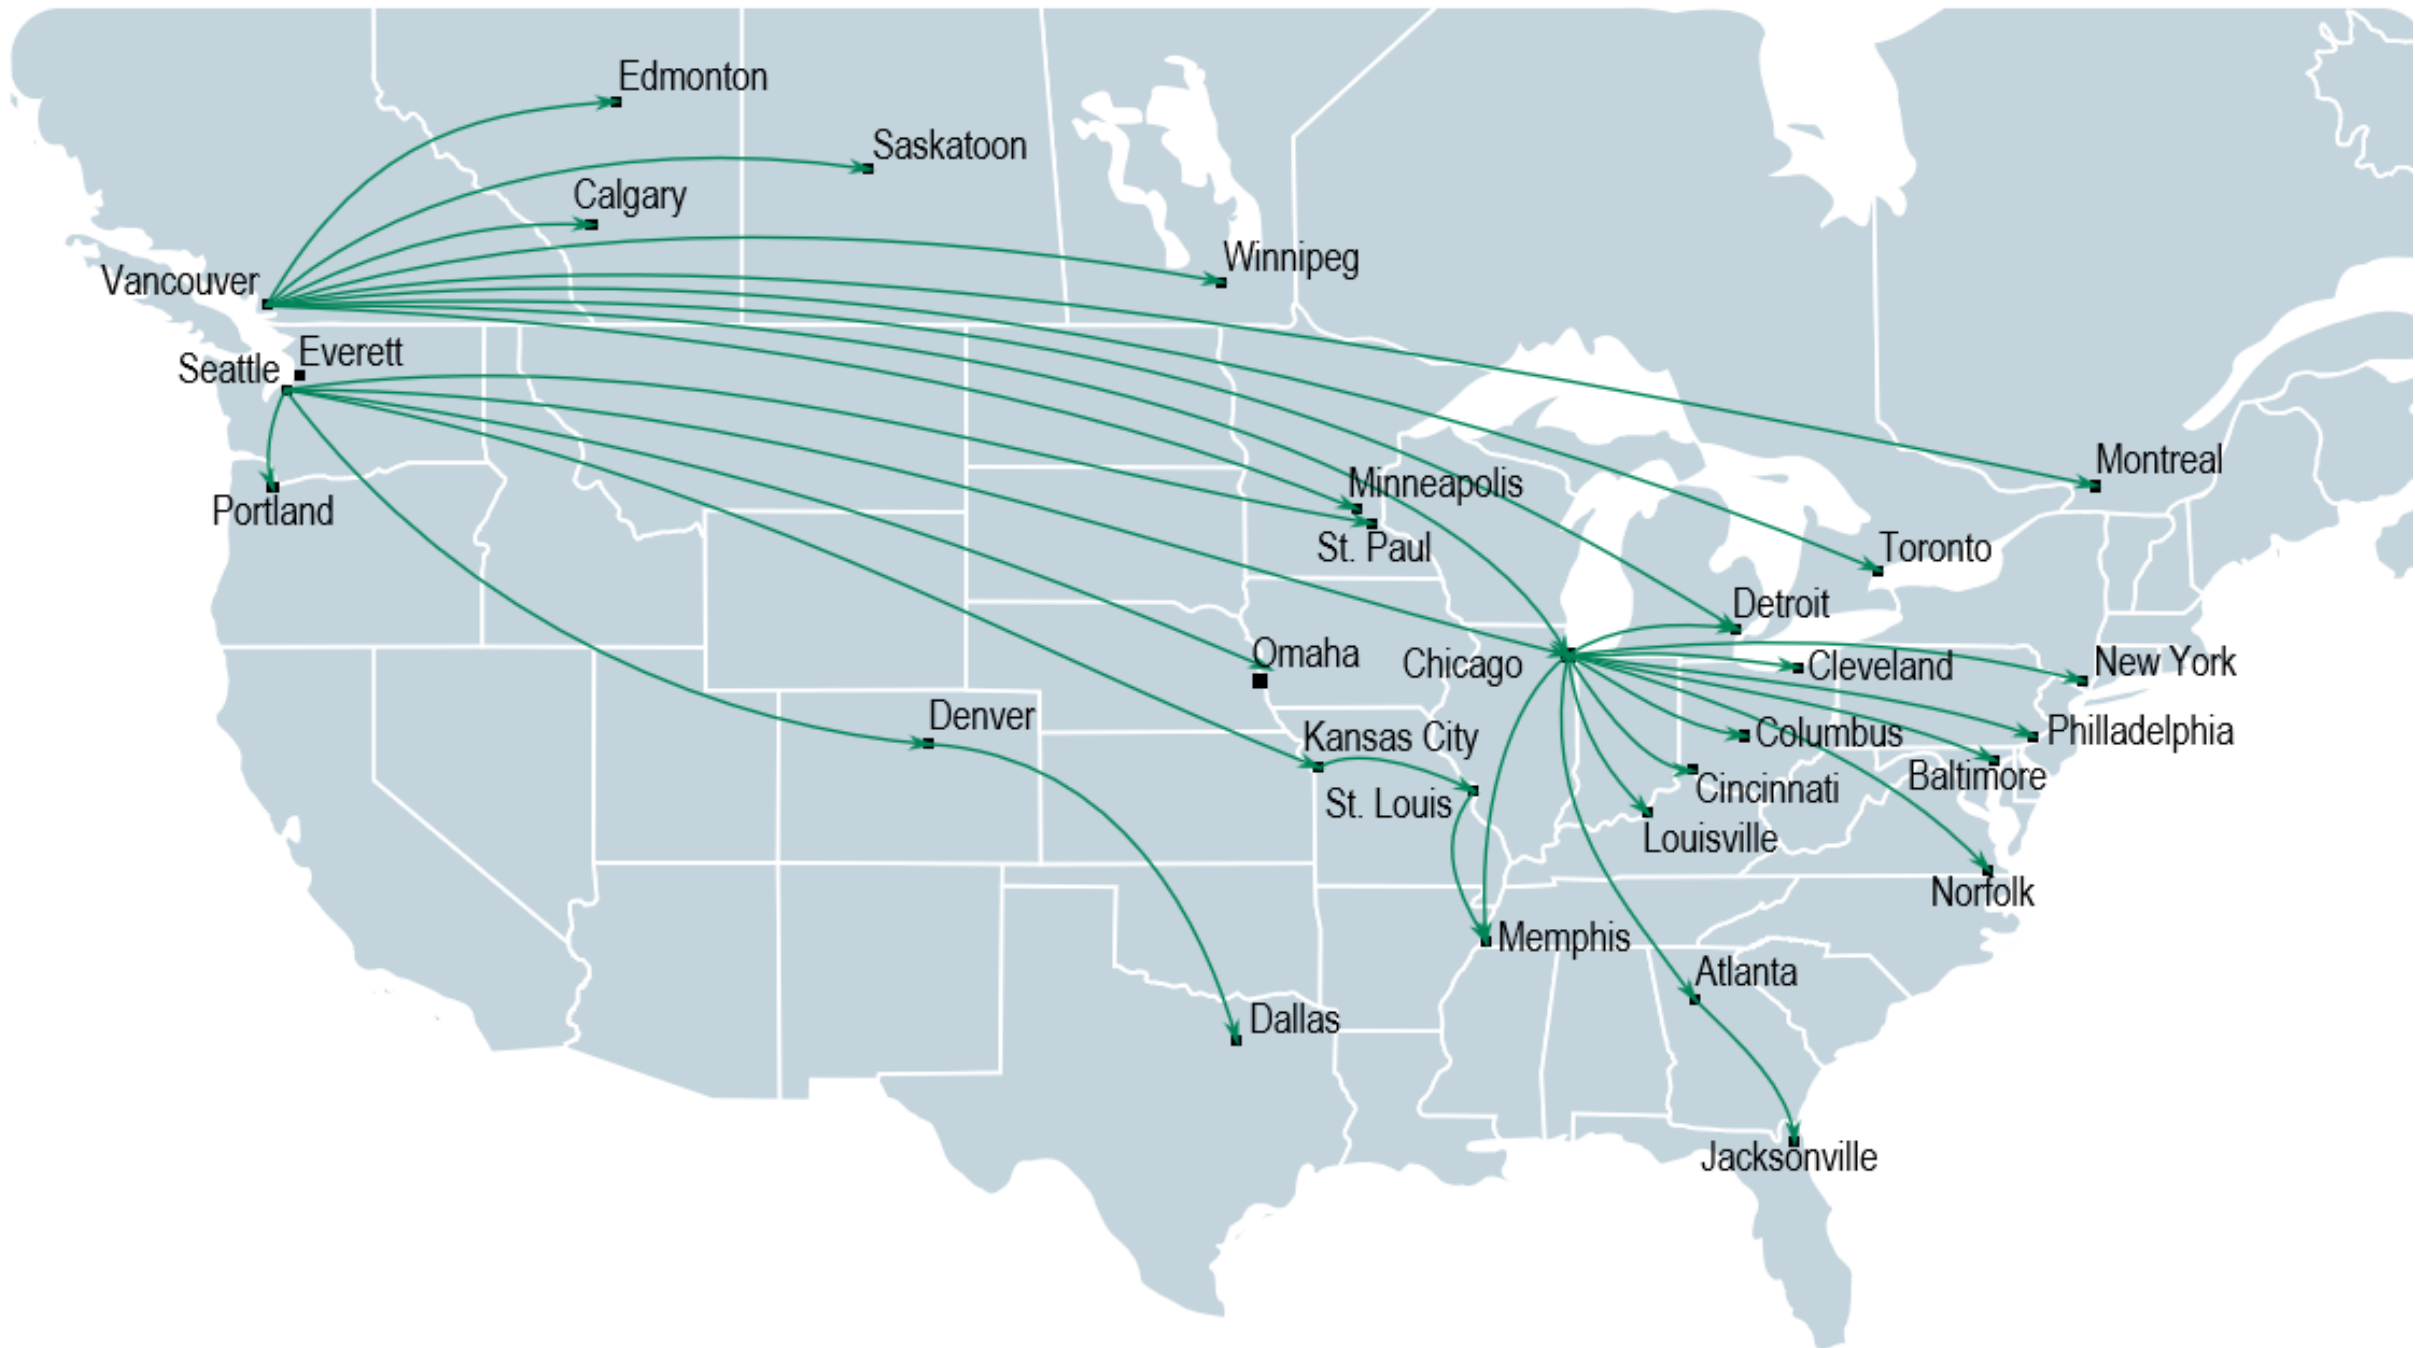 Edmonton
Saskatoon
Calgary
Winnipeg
Vancouver
Everett
Seattle
Montreal
Minneapolis
Portland
St. Paul
Toronto
Detroit
Omaha
Chicago
Cleveland
New York
Denver
Kansas City
Columbus
Philladelphia
Baltimore
Cincinnati
St. Louis
Louisville
Norfolk
Memphis
Atlanta
Dallas
Jacksonville